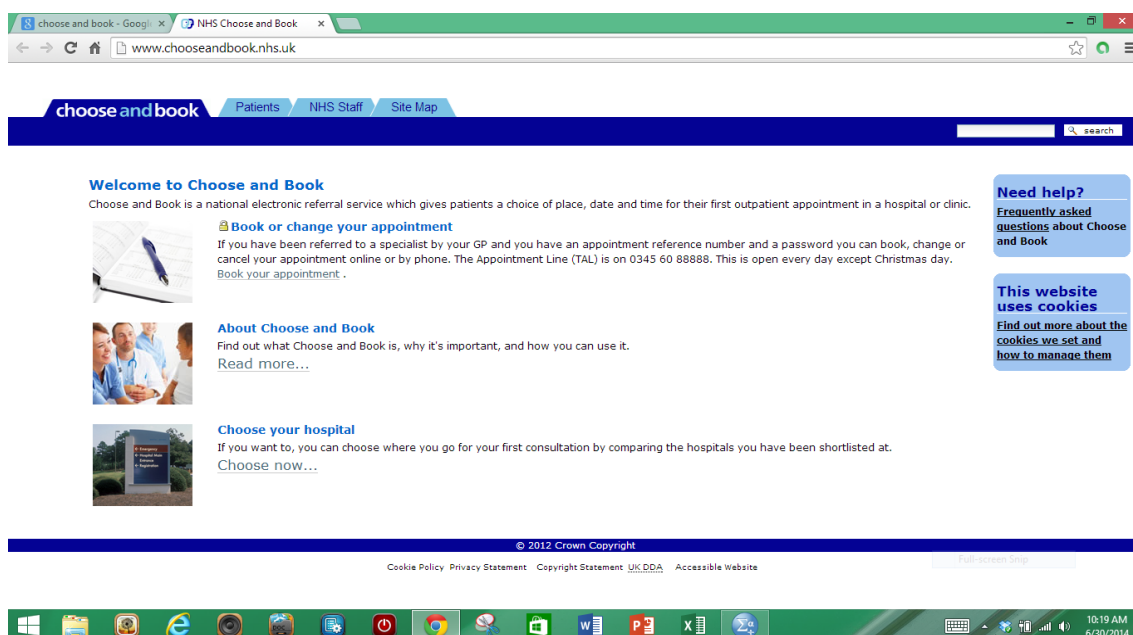 choose and book - Googl
NHS Choose and Book
www.chooseandbook.nhs.uk
choose and book Patients NHS Staff Site Map
search
Welcome to Choose and Book
Choose and Book is a national electronic referral service which gives patients a choice of place, date and time for their first outpatient appointment in a hospital or clinic.
Book or change your appointment
If you have been referred to a specialist by your GP and you have an appointment reference number and a password you can book, change or
cancel your appointment online or by phone. The Appointment Line (TAL) is on 0345 60 88888. This is open every day except Christmas day.
Book your appointment .
About Choose and Book
Find out what Choose and Book is, why it's important, and how you can use it.
Read more...
Choose your hospital
If you want to, you can choose where you go for your first consultation by comparing the hospitals you have been shortlisted at.
Choose now...
Need help?
Frequently asked
questions about Choose
and Book
This website
uses cookies
Find out more about the
cookies we set and
how to manage them
Emergency
Hospital Main
Entrance
Registration
© 2012 Crown Copyright
Cookie Policy Privacy Statement Copyright Statement UK DDA Accessible Website
Full-screen Snip
10:19 AM
6/30/2014